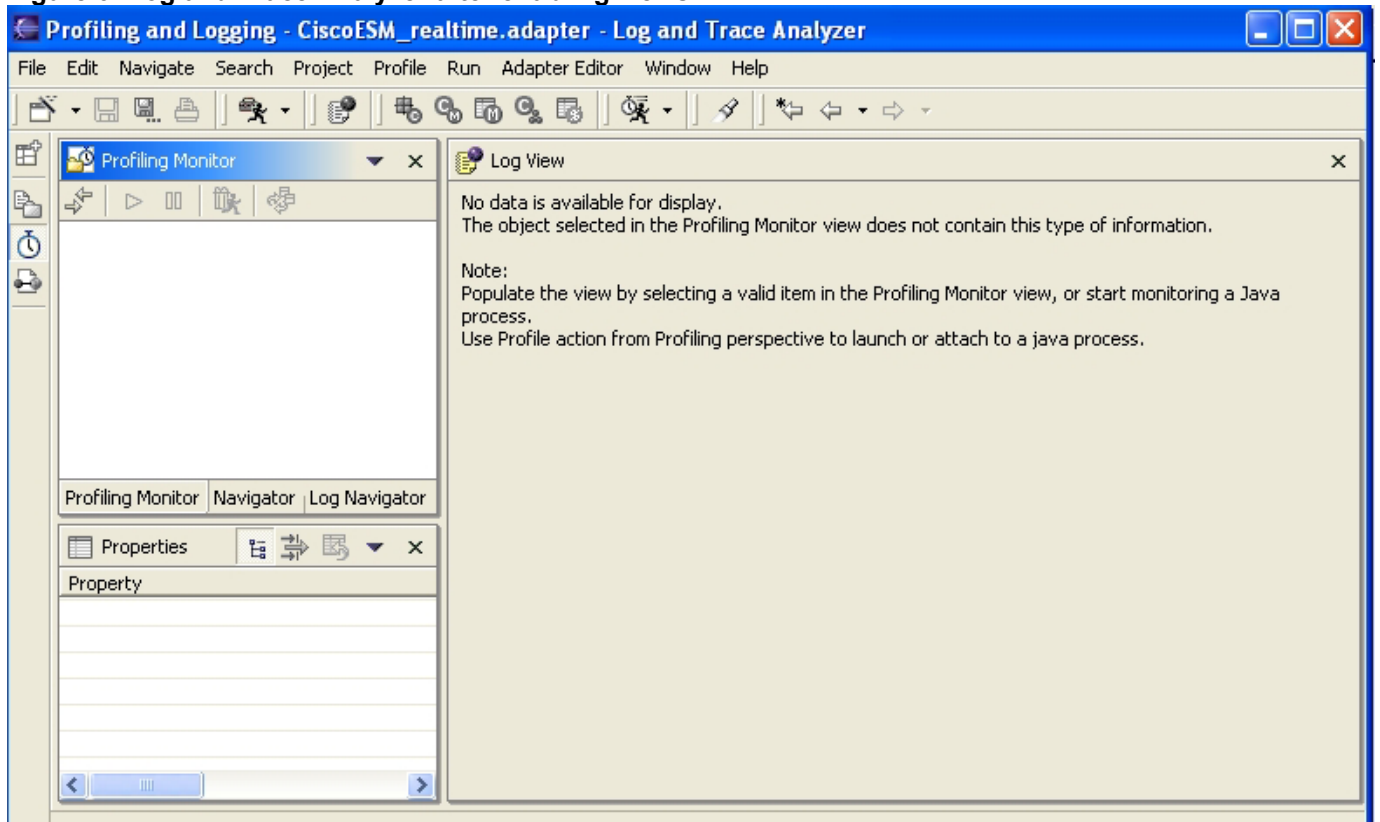 Profiling and Logging - CiscoESM_realtime.adapter - Log and Trace Analyzer
File Edit Navigate Search Project Profile Run Adapter Editor Window Help
Profiling Monitor
Log View
No data is available for display.
The object selected in the Profiling Monitor view does not contain this type of information.
Note:
Populate the view by selecting a valid item in the Profiling Monitor view, or start monitoring a Java
process.
Use Profile action from Profiling perspective to launch or attach to a java process.
Profiling Monitor Navigator Log Navigator
Properties
Property